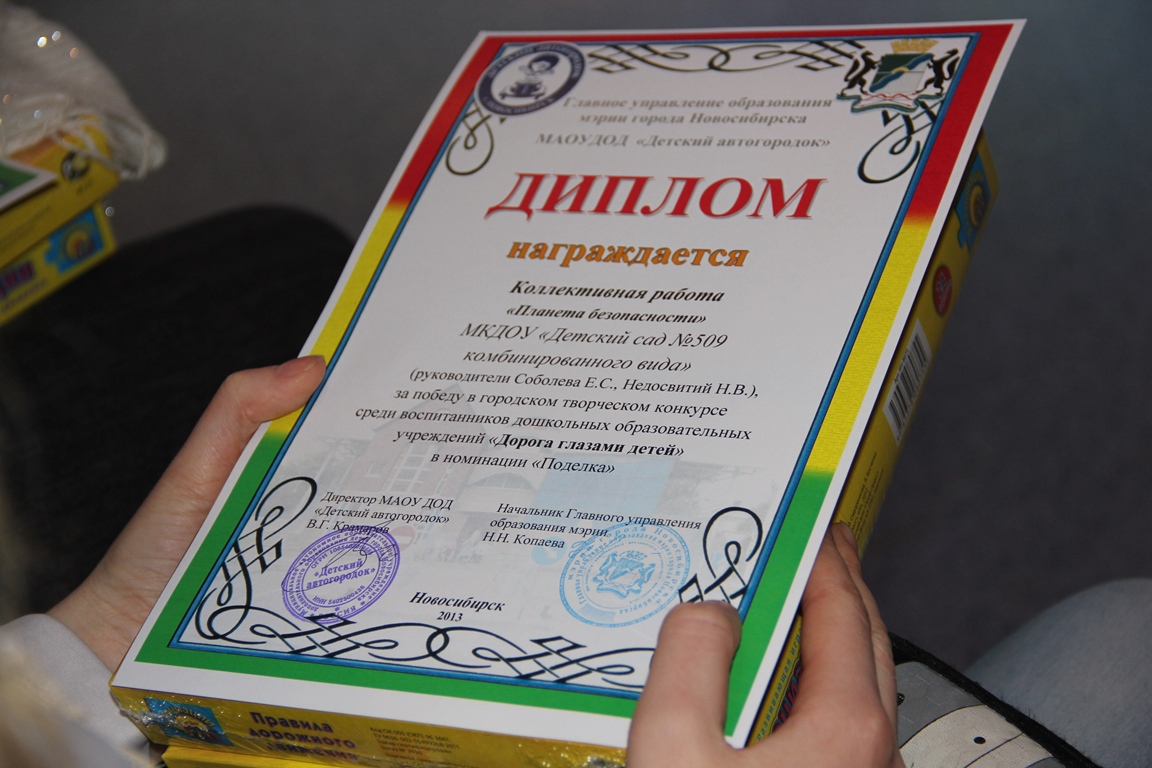 Главное управление образования
мэрии города Новосибирска
МАОУДОД «Детский автогородок»
ДИПЛОМ
награждается
Коллективная работа
«Планета безопасности»
МКДОУ «Детский сад №509
комбинированного вида»
(руководители Соболева Е.С., Недосвитий Н.В.),
за победу в городском творческом конкурсе
среди воспитанников дошкольных образовательных
учреждений «Дорога глазами детей»
в номинации «Поделка»
Директор МАОУ ДОД
«Детский автогородок»
В.Г. Крамаров
Начальник Главного управления
образования мэрии
Н.Н. Копаева
«Детский
автогородок»
Новосибирск
2013
Правила
дорожного
движения